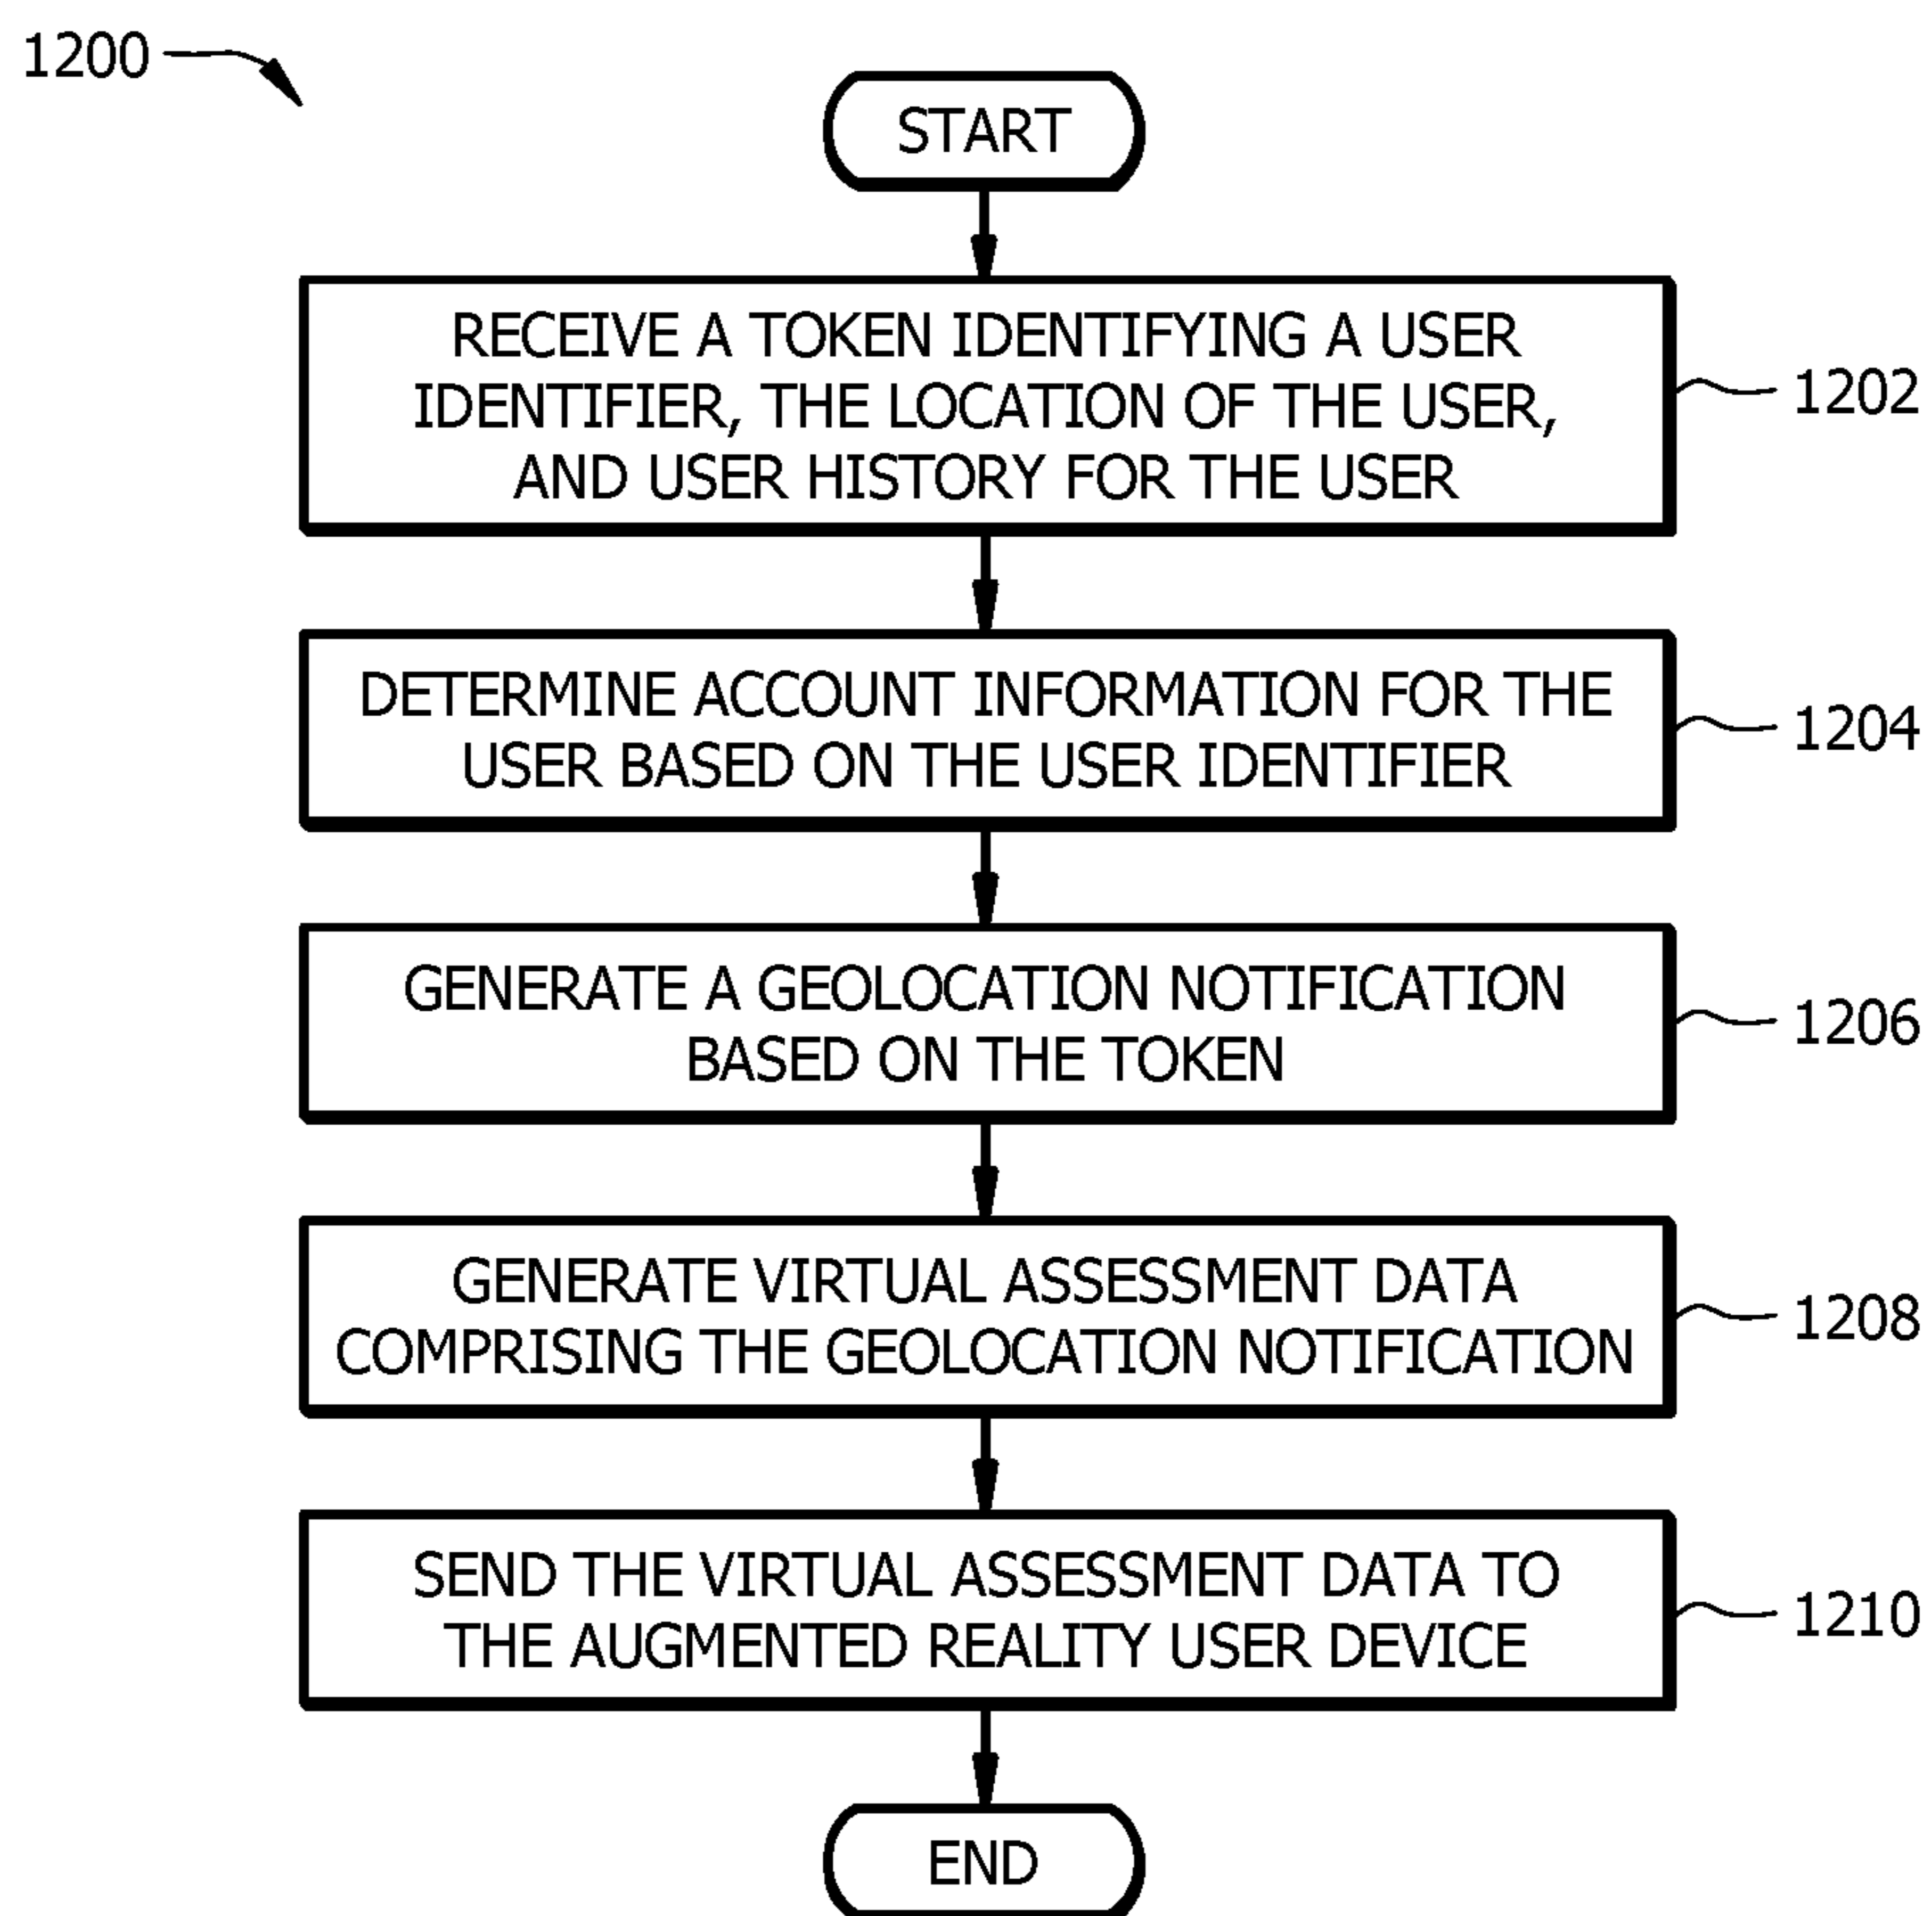 1200
START
RECEIVE A TOKEN IDENTIFYING A USER
IDENTIFIER, THE LOCATION OF THE USER,
AND USER HISTORY FOR THE USER
1202
DETERMINE ACCOUNT INFORMATION FOR THE
USER BASED ON THE USER IDENTIFIER
1204
GENERATE A GEOLOCATION NOTIFICATION
BASED ON THE TOKEN
1206
GENERATE VIRTUAL ASSESSMENT DATA
COMPRISING THE GEOLOCATION NOTIFICATION
1208
SEND THE VIRTUAL ASSESSMENT DATA TO
THE AUGMENTED REALITY USER DEVICE
1210
END